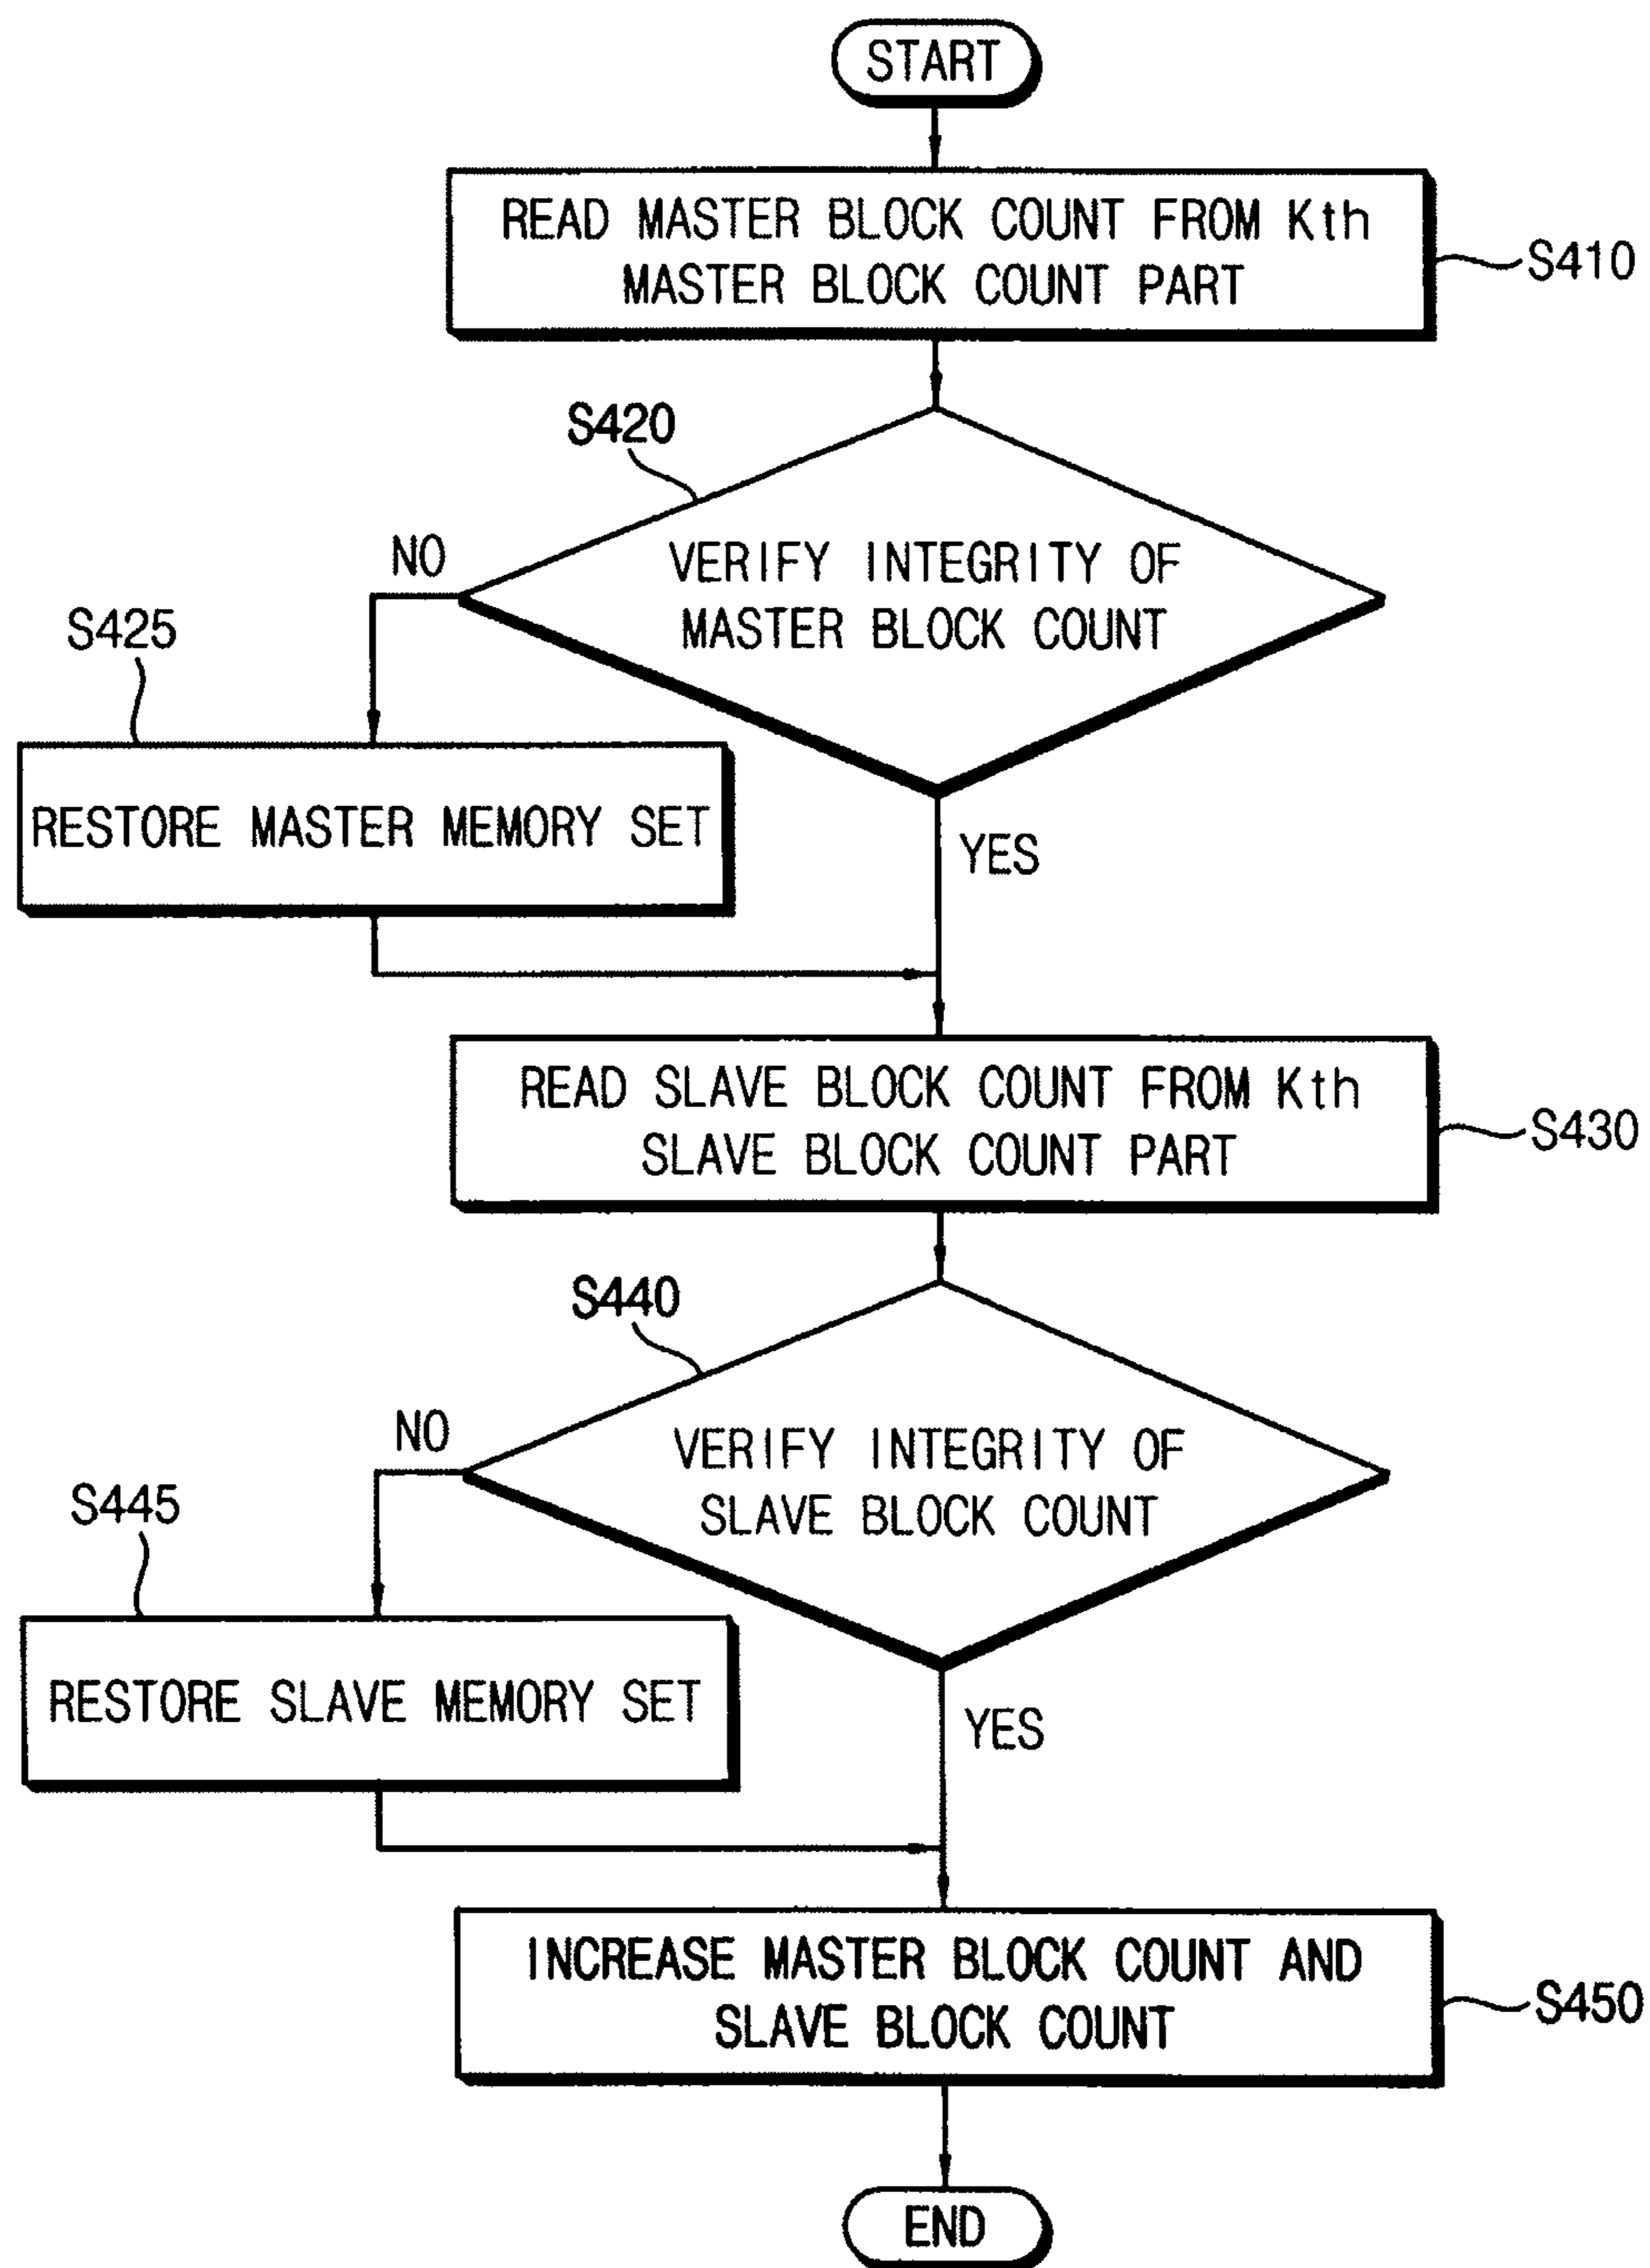 START
READ MASTER BLOCK COUNT FROM Kth
MASTER BLOCK COUNT PART
S410
S420
NO
VERIFY INTEGRITY OF
MASTER BLOCK COUNT
S425
RESTORE MASTER MEMORY SET
YES
READ SLAVE BLOCK COUNT FROM Kth
SLAVE BLOCK COUNT PART
S430
S440
NO
VERIFY INTEGRITY OF
SLAVE BLOCK COUNT
S445
RESTORE SLAVE MEMORY SET
YES
INCREASE MASTER BLOCK COUNT AND
SLAVE BLOCK COUNT
S450
END